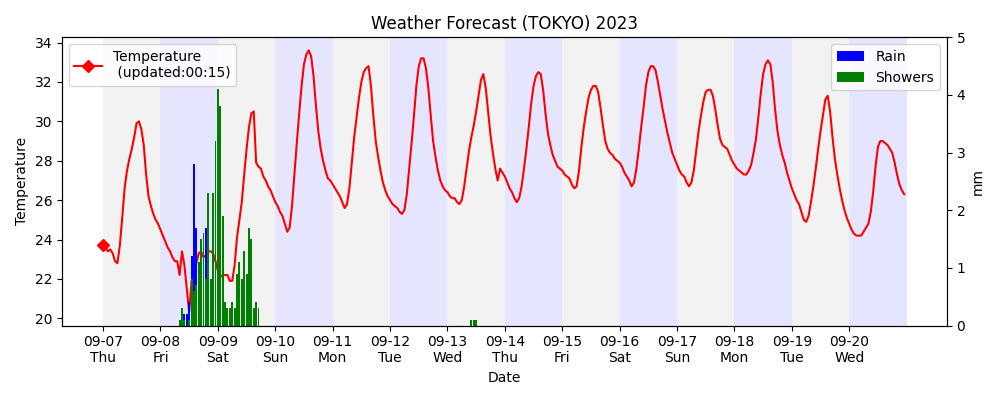 Weather Forecast (TOKYO) 2023
Temperature
(updated:00:15)
Rain
Showers
34
32
30
28
26
24
22
20
Temperature
5
4
3
2
1
0
mm
09-07 09-08 09-09 09-10 09-11 09-12 09-13 09-14 09-15 09-16 09-17 09-18 09-19 09-20
Thu Fri Sat Sun Mon Tue Wed Thu Fri Sat Sun Mon Tue Wed
Date